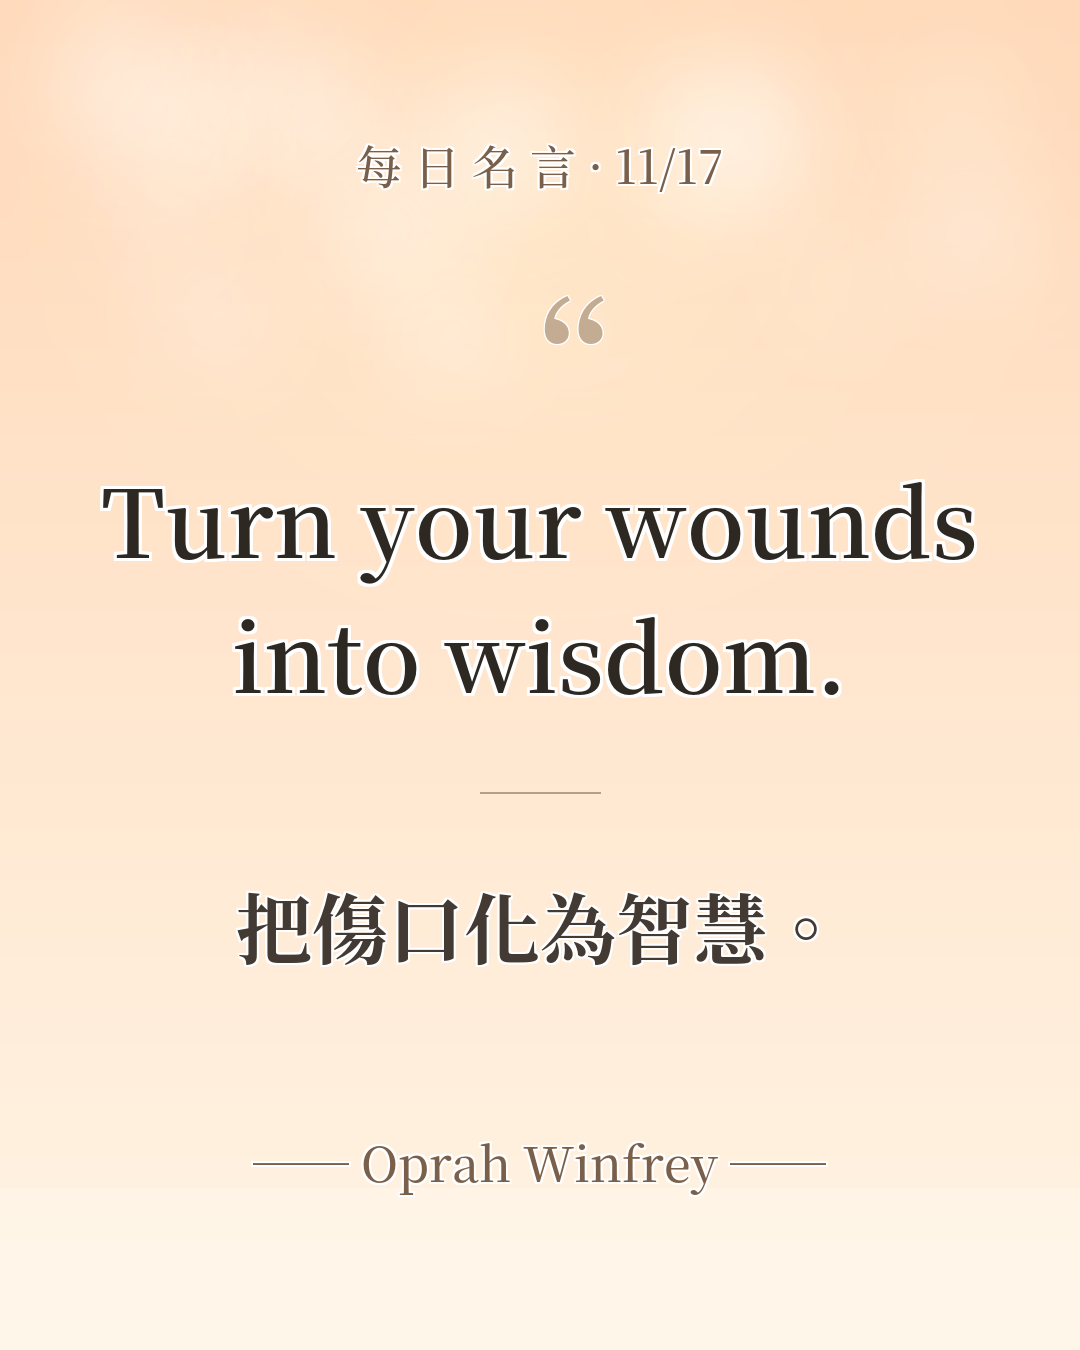 每日名言·11/17
“
Turn your wounds
into wisdom.
把傷口化為智慧。
—— Oprah Winfrey ——